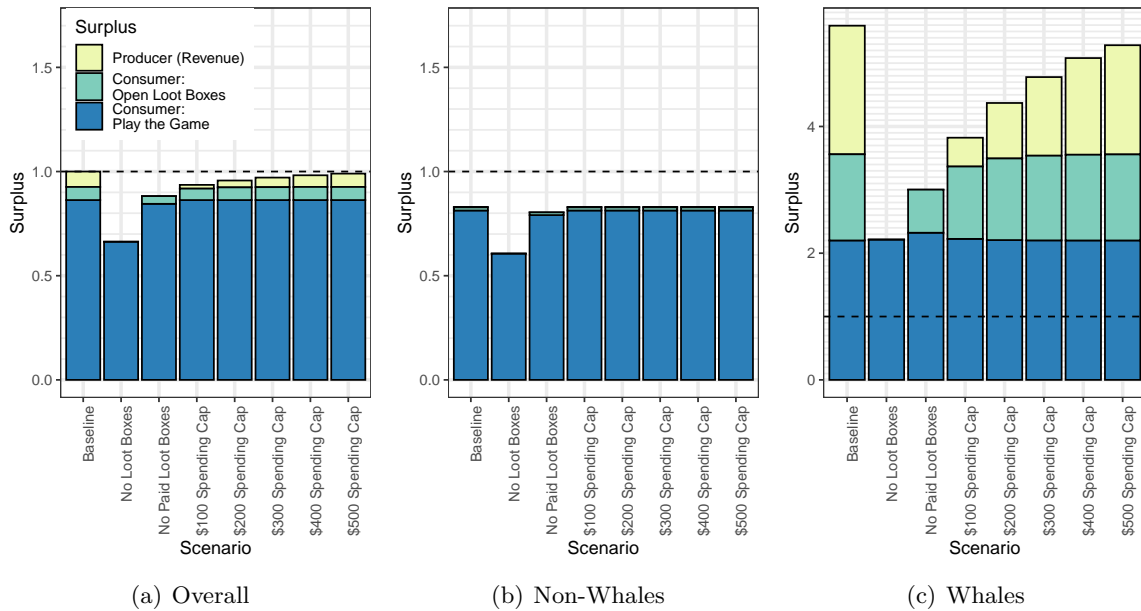 Surplus
Producer (Revenue)
Consumer:
Open Loot Boxes
Consumer:
Play the Game
1.5
1.0
0.5
0.0
Surplus
Baseline
No Loot Boxes
No Paid Loot Boxes
$100 Spending Cap
$200 Spending Cap
$300 Spending Cap
$400 Spending Cap
$500 Spending Cap
Scenario
(a) Overall
1.5
1.0
0.5
0.0
Surplus
Baseline
No Loot Boxes
No Paid Loot Boxes
$100 Spending Cap
$200 Spending Cap
$300 Spending Cap
$400 Spending Cap
$500 Spending Cap
Scenario
(b) Non-Whales
4
2
0
Surplus
Baseline
No Loot Boxes
No Paid Loot Boxes
$100 Spending Cap
$200 Spending Cap
$300 Spending Cap
$400 Spending Cap
$500 Spending Cap
Scenario
(c) Whales